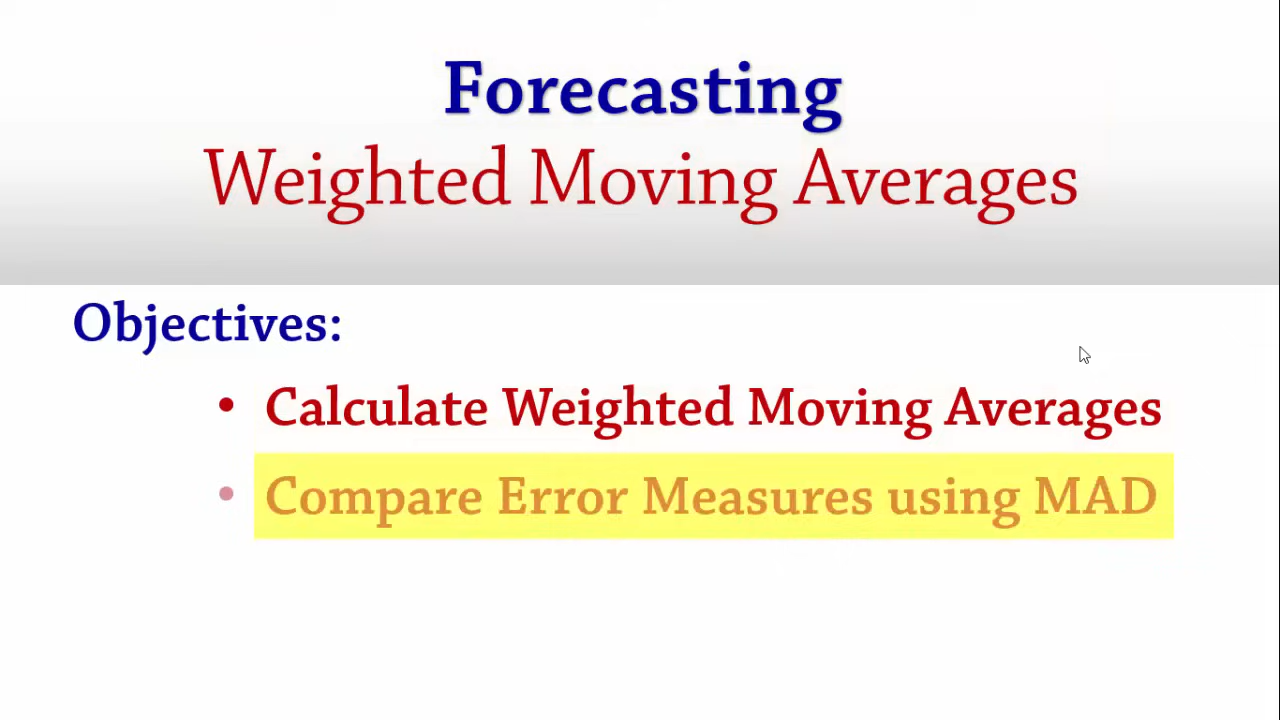 Forecasting
Weighted Moving Averages
Objectives:
• Calculate Weighted Moving Averages
• Compare Error Measures using MAD